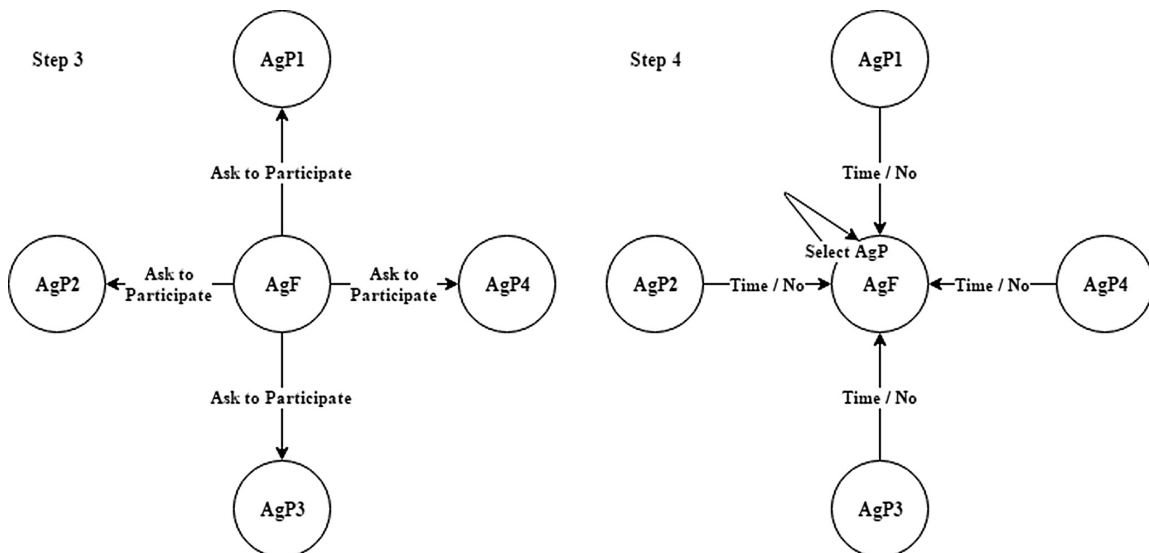 Step 3
AgP1
Ask to Participate
AgP2
Ask to
Participate
AgF
Ask to
Participate
AgP4
Ask to Participate
AgP3
Step 4
AgP1
Time / No
Select AgP
AgP2
Time / No
AgF
Time / No
AgP4
Time / No
AgP3